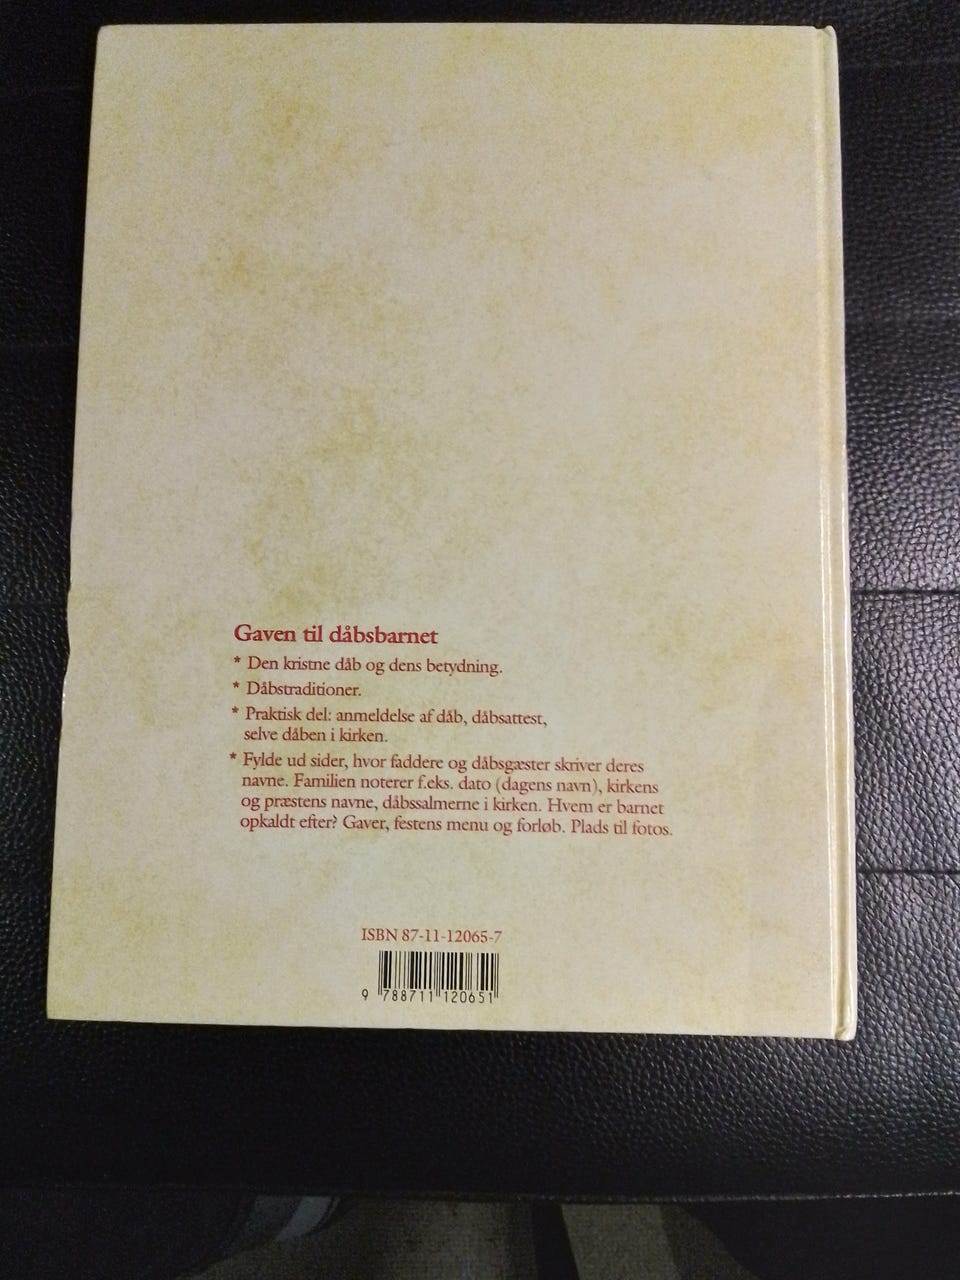 Gaven til dåbsbarnet
* Den kristne dåb og dens betydning.
* Dåbstraditioner.
* Praktisk del: anmeldelse af dåb, dåbsattest,
selve dåben i kirken.
* Fylde ud sider, hvor faddere og dåbsgæster skriver deres
navne. Familien noterer f.eks. dato (dagens navn), kirkens
og præstens navne, dåbssalmerne i kirken. Hvem er barnet
opkaldt efter? Gaver, festens menu og forløb. Plads til fotos.
ISBN 87-11-12065-7
9 788711 120651